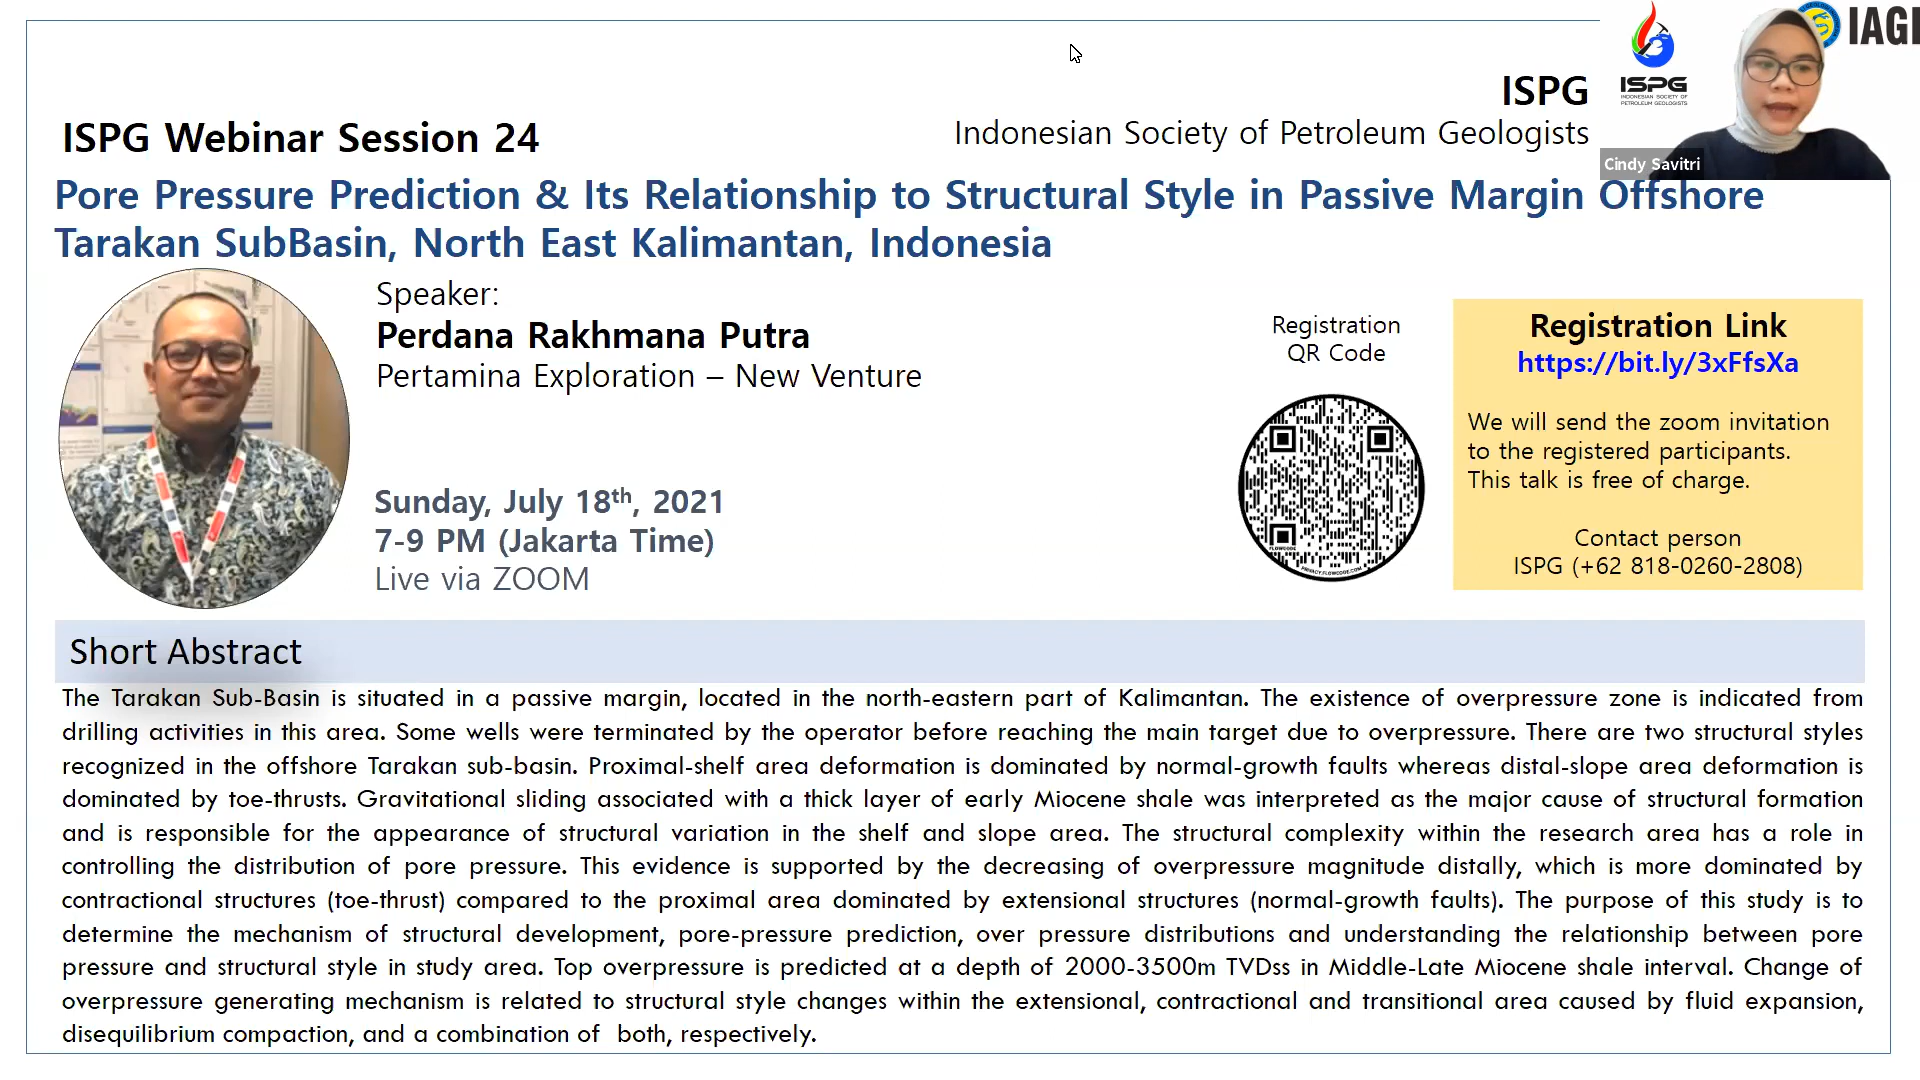 IAGI
ISPG
ISPG
INDONESIAN SOCIETY OF
PETROLEUM GEOLOGISTS
Indonesian Society of Petroleum Geologists
ISPG Webinar Session 24
Cindy Savitri
Pore Pressure Prediction & Its Relationship to Structural Style in Passive Margin Offshore
Tarakan SubBasin, North East Kalimantan, Indonesia
Speaker:
Perdana Rakhmana Putra
Pertamina Exploration – New Venture
Sunday, July 18th, 2021
7-9 PM (Jakarta Time)
Live via ZOOM
Registration
QR Code
FLOWCODE
PRIVACY.FLOWCODE.COM
Registration Link
https://bit.ly/3xFfsXa
We will send the zoom invitation
to the registered participants.
This talk is free of charge.
Contact person
ISPG (+62 818-0260-2808)
Short Abstract
The Tarakan Sub-Basin is situated in a passive margin, located in the north-eastern part of Kalimantan. The existence of overpressure zone is indicated from
drilling activities in this area. Some wells were terminated by the operator before reaching the main target due to overpressure. There are two structural styles
recognized in the offshore Tarakan sub-basin. Proximal-shelf area deformation is dominated by normal-growth faults whereas distal-slope area deformation is
dominated by toe-thrusts. Gravitational sliding associated with a thick layer of early Miocene shale was interpreted as the major cause of structural formation
and is responsible for the appearance of structural variation in the shelf and slope area. The structural complexity within the research area has a role in
controlling the distribution of pore pressure. This evidence is supported by the decreasing of overpressure magnitude distally, which is more dominated by
contractional structures (toe-thrust) compared to the proximal area dominated by extensional structures (normal-growth faults). The purpose of this study is to
determine the mechanism of structural development, pore-pressure prediction, over pressure distributions and understanding the relationship between pore
pressure and structural style in study area. Top overpressure is predicted at a depth of 2000-3500m TVDss in Middle-Late Miocene shale interval. Change of
overpressure generating mechanism is related to structural style changes within the extensional, contractional and transitional area caused by fluid expansion,
disequilibrium compaction, and a combination of both, respectively.